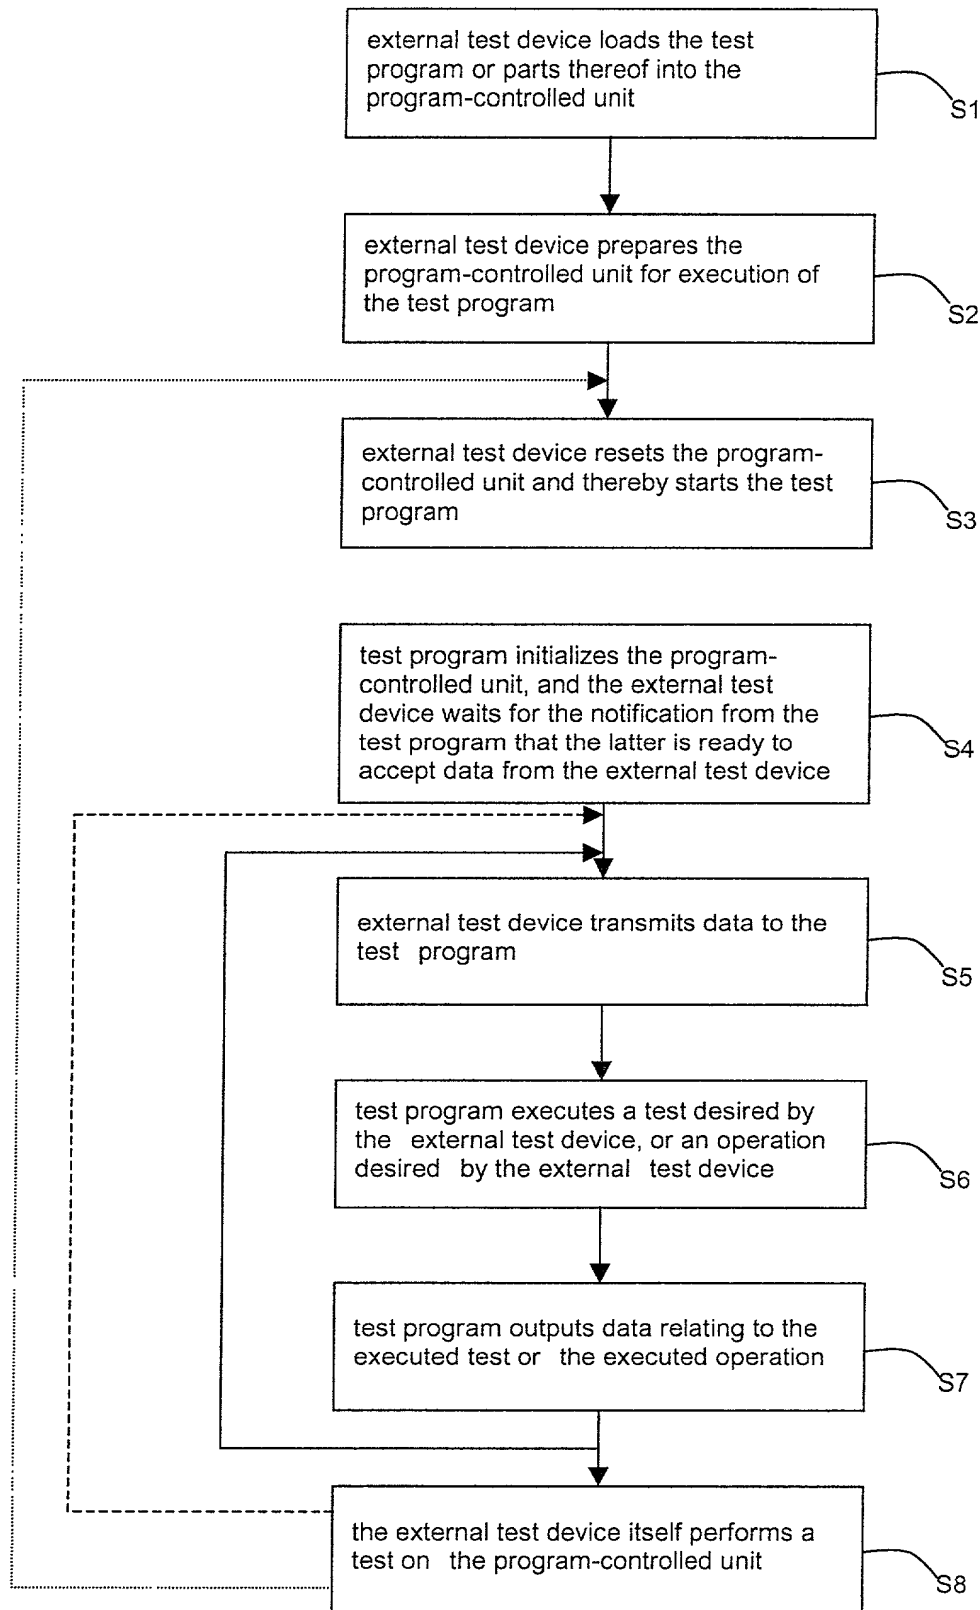 external test device loads the test
program or parts thereof into the
program-controlled unit
S1
external test device prepares the
program-controlled unit for execution of
the test program
S2
external test device resets the program-
controlled unit and thereby starts the test
program
S3
test program initializes the program-
controlled unit, and the external test
device waits for the notification from the
test program that the latter is ready to
accept data from the external test device
S4
external test device transmits data to the
test program
S5
test program executes a test desired by
the external test device, or an operation
desired by the external test device
S6
test program outputs data relating to the
executed test or the executed operation
S7
the external test device itself performs a
test on the program-controlled unit
S8